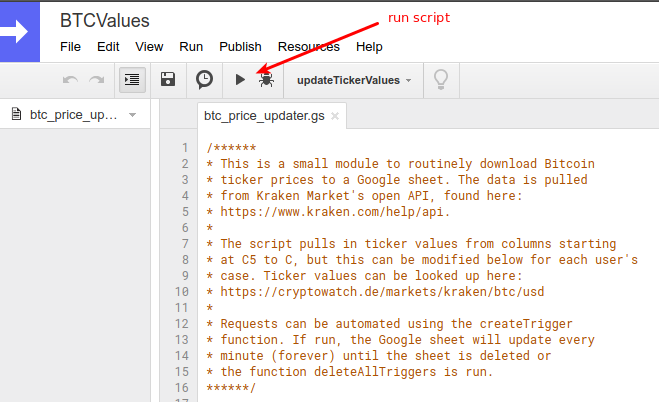 BTCValues
run script
File Edit View Run Publish Resources Help
updateTickerValues
btc_price_up...
btc_price_updater.gs
1 /******
2 * This is a small module to routinely download Bitcoin
3 * ticker prices to a Google sheet. The data is pulled
4 * from Kraken Market's open API, found here:
5 * https://www.kraken.com/help/api.
6 *
7 * The script pulls in ticker values from columns starting
8 * at C5 to C, but this can be modified below for each user's
9 * case. Ticker values can be looked up here:
10 * https://cryptowatch.de/markets/kraken/btc/usd
11 *
12 * Requests can be automated using the createTrigger
13 * function. If run, the Google sheet will update every
14 * minute (forever) until the sheet is deleted or
15 * the function deleteAllTriggers is run.
16 ******/
17